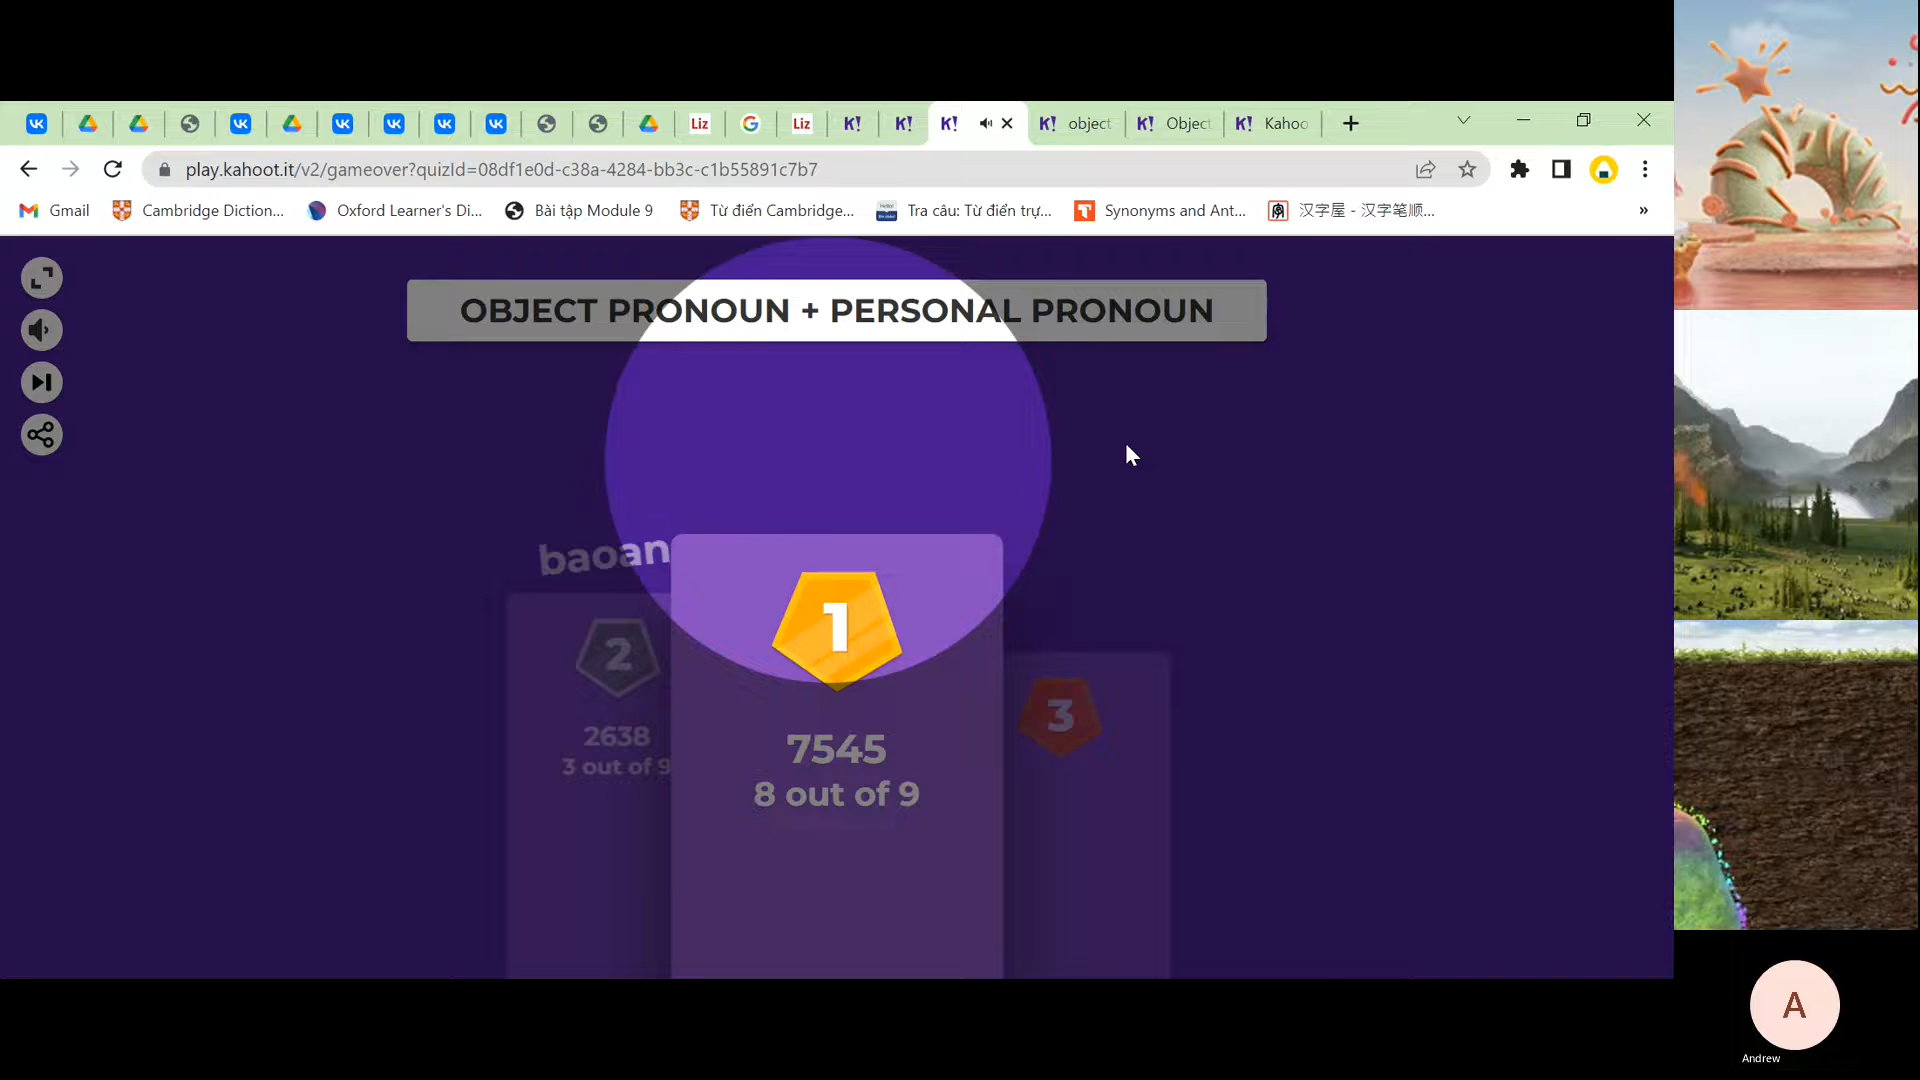 Liz
Liz
K!
K!
K!
K! object
K! Object
K! Kahoo
play.kahoot.it/v2/gameover?quizId=08df1e0d-c38a-4284-bb3c-c1b55891c7b7
Gmail
Cambridge Diction...
Oxford Learner's Di...
Bài tập Module 9
Từ điển Cambridge...
Tra câu: Từ điển trự...
Synonyms and Ant...
汉字屋 - 汉字笔顺...
»
OBJECT PRONOUN + PERSONAL PRONOUN
baoan
1
2
3
7545
8 out of 9
2638
3 out of 9
A
Andrew